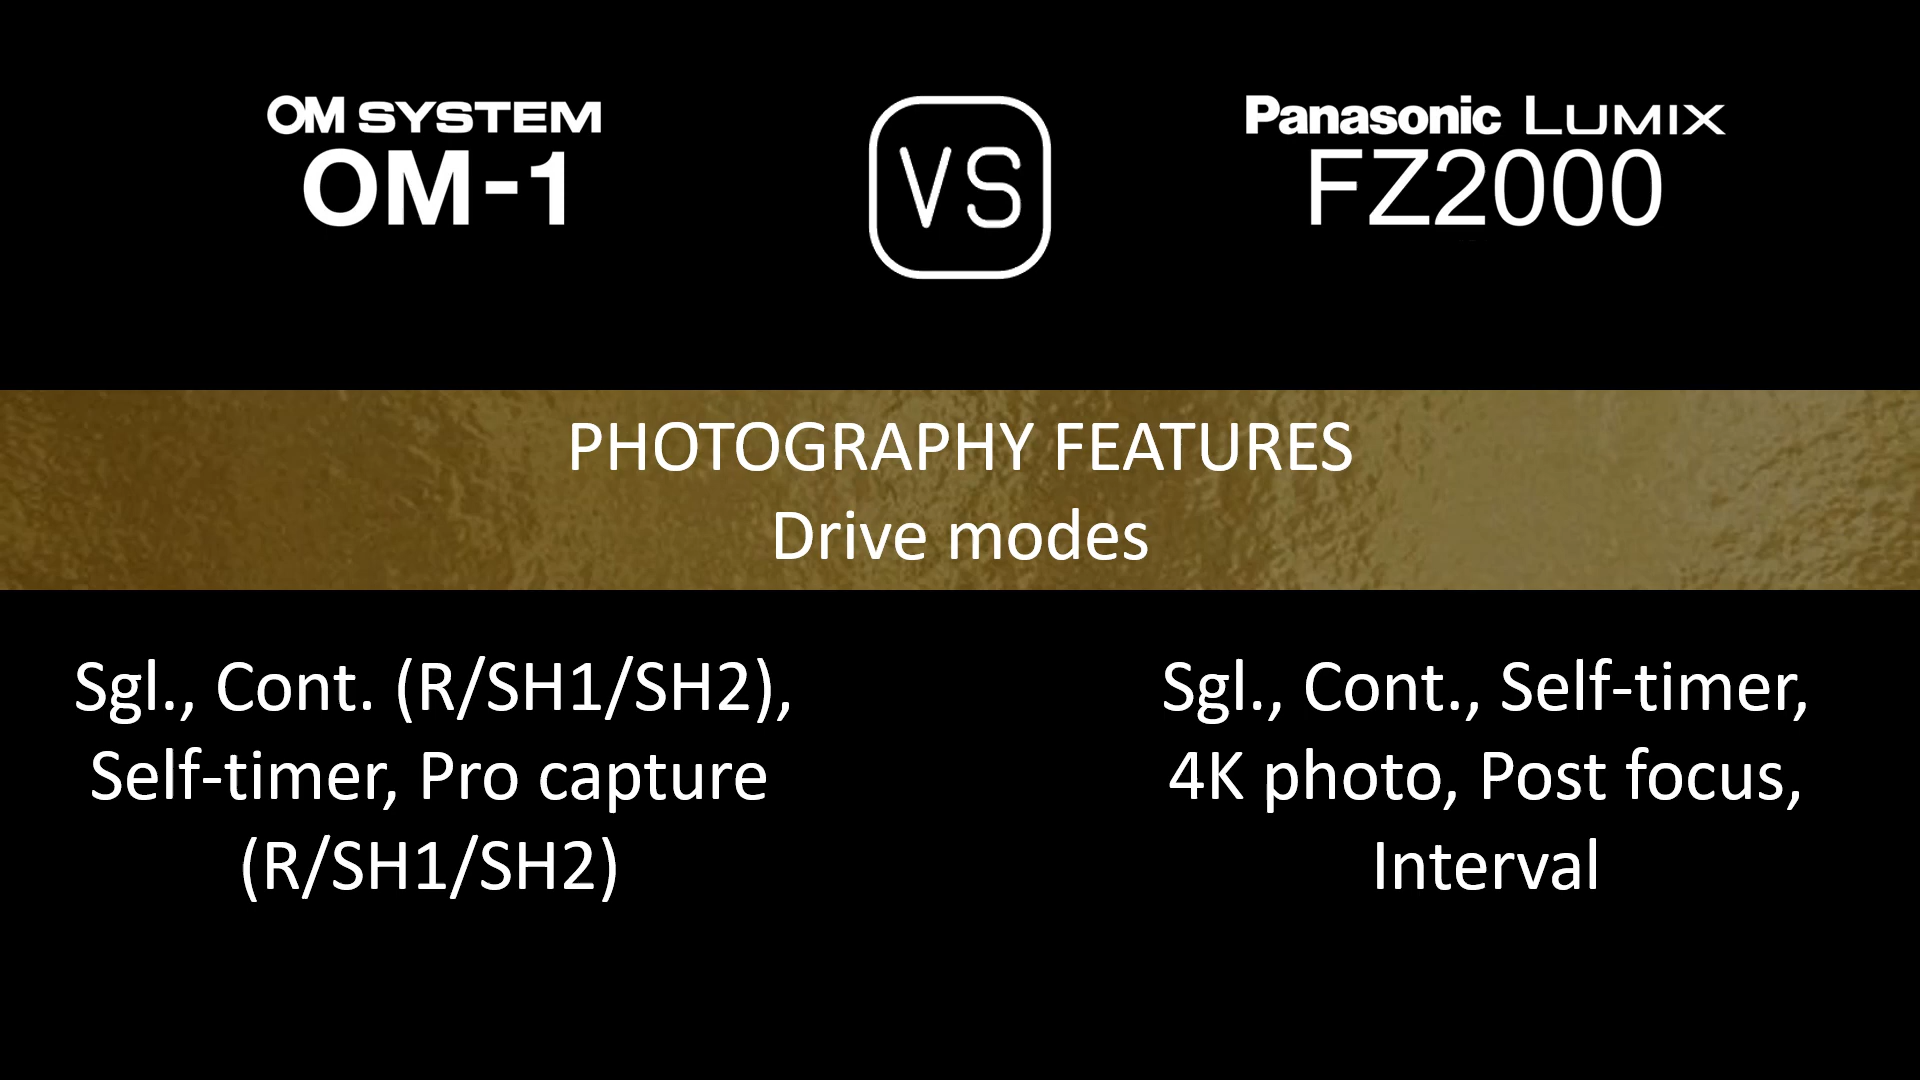 OM SYSTEM
OM-1
VS
Panasonic LUMIX
FZ2000
PHOTOGRAPHY FEATURES
Drive modes
Sgl., Cont. (R/SH1/SH2),
Self-timer, Pro capture
(R/SH1/SH2)
Sgl., Cont., Self-timer,
4K photo, Post focus,
Interval